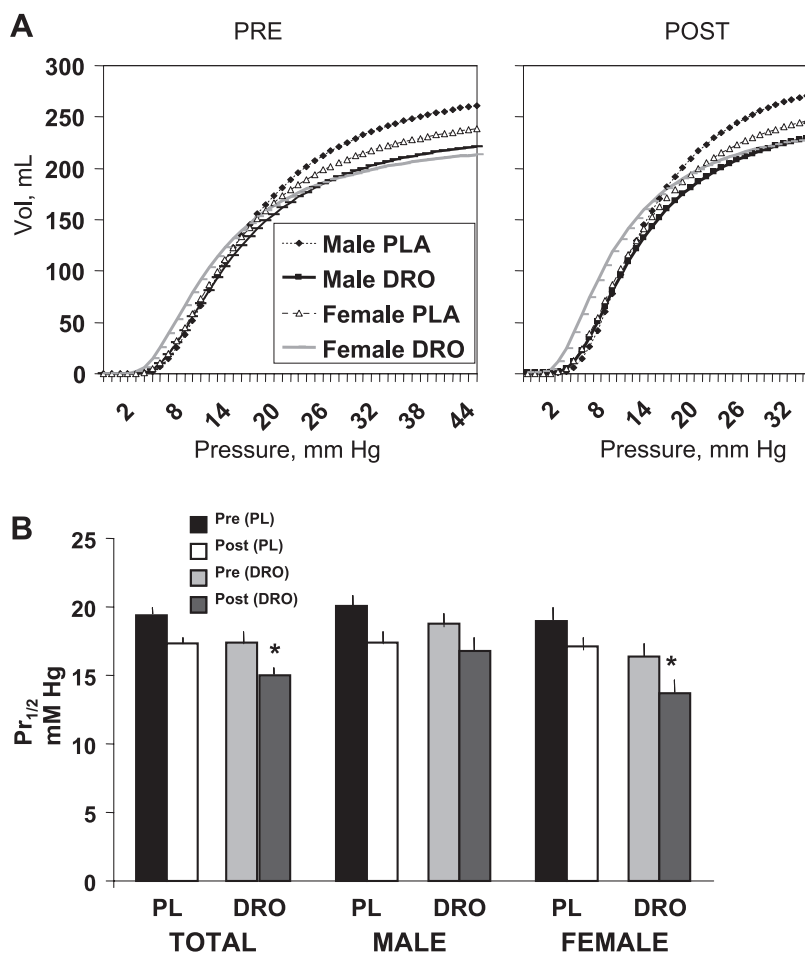 A
PRE
POST
300
250
200
150
100
50
0
Vol, mL
Male PLA
Male DRO
Female PLA
Female DRO
2 8 14 20 26 32 38 44
Pressure, mm Hg
2 8 14 20 26 32
Pressure, mm Hg
B
Pre (PL)
Post (PL)
Pre (DRO)
Post (DRO)
25
20
15
10
5
0
Pr1/2
mM Hg
*
*
PL DRO PL DRO PL DRO
TOTAL MALE FEMALE